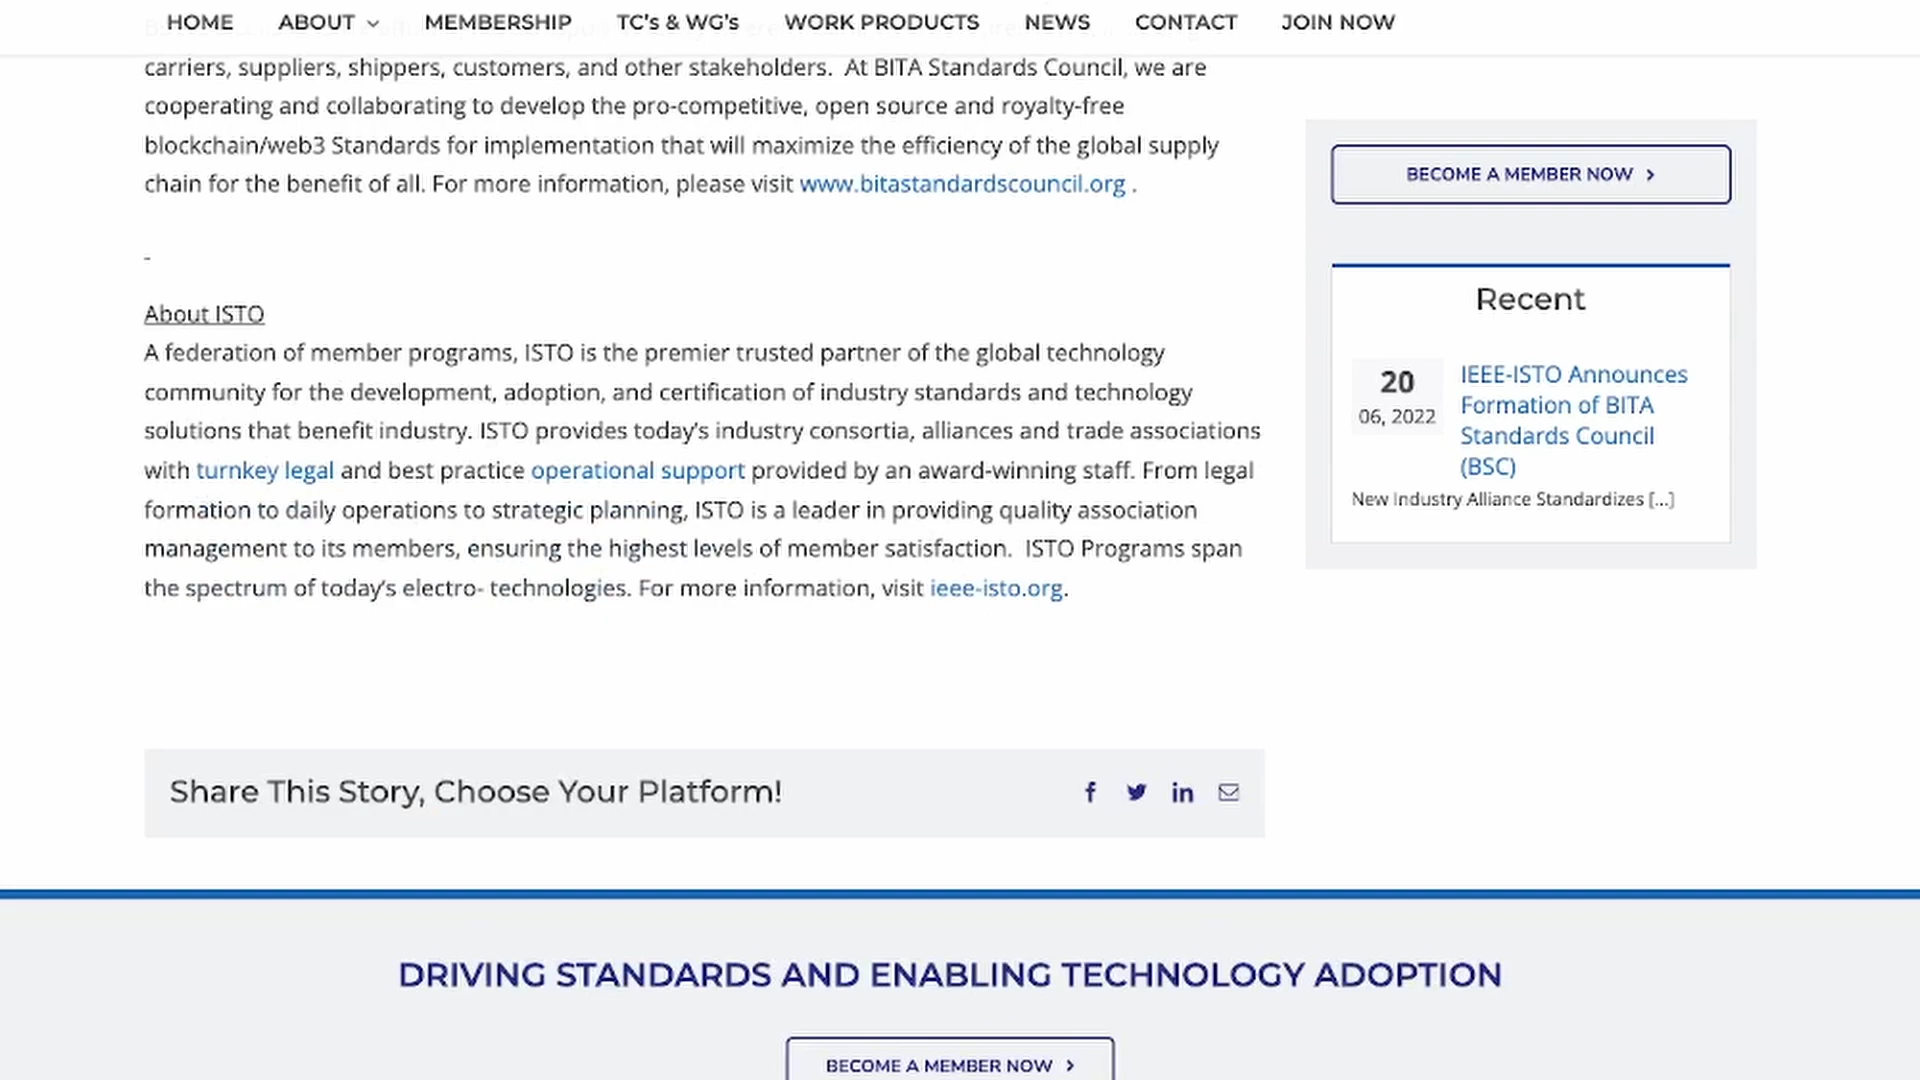 HOME ABOUT MEMBERSHIP TC's & WG's WORK PRODUCTS NEWS CONTACT JOIN NOW
carriers, suppliers, shippers, customers, and other stakeholders.  At BITA Standards Council, we are
cooperating and collaborating to develop the pro-competitive, open source and royalty-free
blockchain/web3 Standards for implementation that will maximize the efficiency of the global supply
chain for the benefit of all. For more information, please visit www.bitastandardscouncil.org .
About ISTO
A federation of member programs, ISTO is the premier trusted partner of the global technology
community for the development, adoption, and certification of industry standards and technology
solutions that benefit industry. ISTO provides today's industry consortia, alliances and trade associations
with turnkey legal and best practice operational support provided by an award-winning staff. From legal
formation to daily operations to strategic planning, ISTO is a leader in providing quality association
management to its members, ensuring the highest levels of member satisfaction.  ISTO Programs span
the spectrum of today's electro- technologies. For more information, visit ieee-isto.org.
BECOME A MEMBER NOW >
Recent
20
06, 2022
IEEE-ISTO Announces
Formation of BITA
Standards Council
(BSC)
New Industry Alliance Standardizes [...]
Share This Story, Choose Your Platform!
DRIVING STANDARDS AND ENABLING TECHNOLOGY ADOPTION
BECOME A MEMBER NOW >